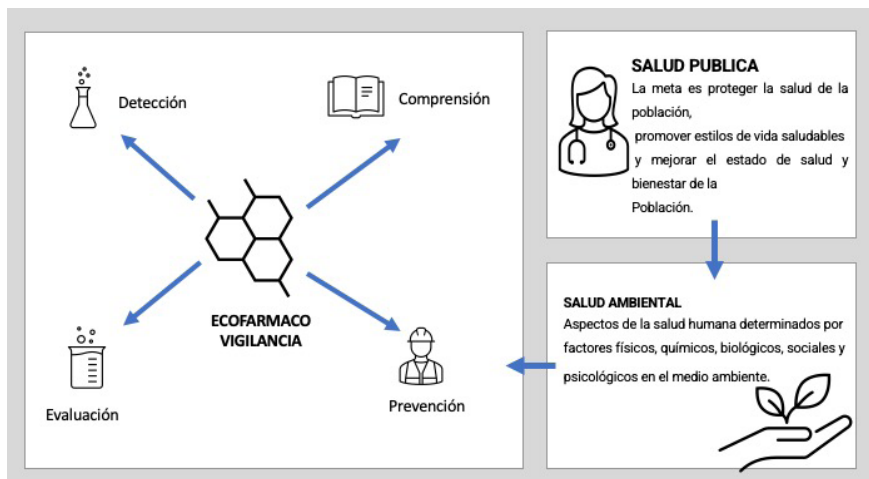 Detección
Comprensión
ECOFARMACO
VIGILANCIA
Evaluación
Prevención
SALUD PUBLICA
La meta es proteger la salud de la
población,
promover estilos de vida saludables
y mejorar el estado de salud y
bienestar de la
Población.
SALUD AMBIENTAL
Aspectos de la salud humana determinados por
factores físicos, químicos, biológicos, sociales y
psicológicos en el medio ambiente.